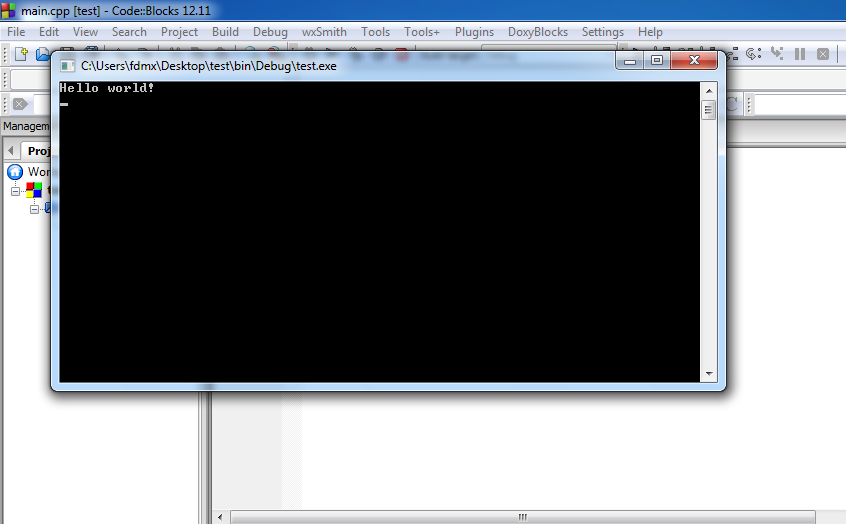 main.cpp [test] - Code::Blocks 12.11
File Edit View Search Project Build Debug wxSmith Tools Tools+ Plugins DoxyBlocks Settings Help
C:\Users\fdmx\Desktop\test\bin\Debug\test.exe
Hello world!
C
Managem
Proj
Wor